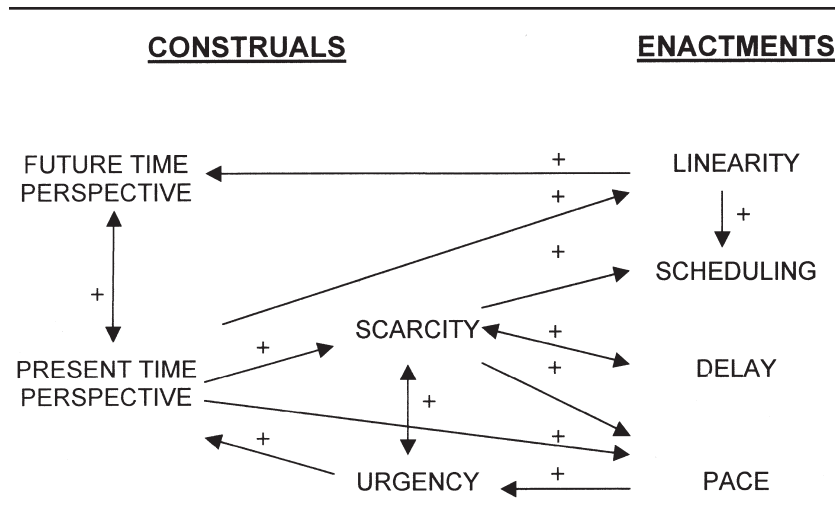 CONSTRUALS
ENACTMENTS
FUTURE TIME
PERSPECTIVE
+
LINEARITY
+
+
+
SCHEDULING
+
SCARCITY
+
+
PRESENT TIME
PERSPECTIVE
+
+
DELAY
+
+
+
URGENCY
+
PACE